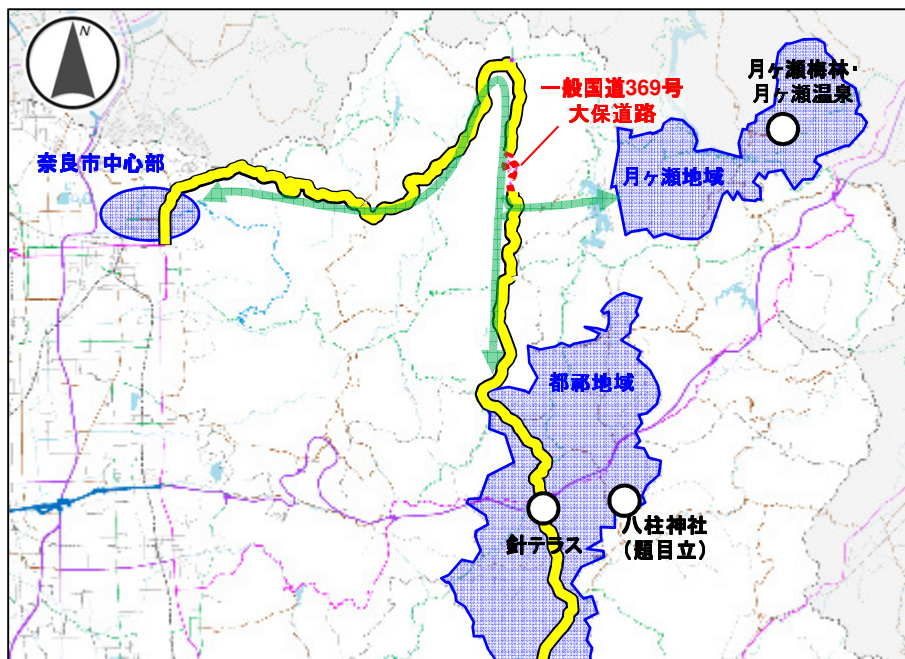 N
一般国道369号
大保道路
月ヶ瀬梅林・
月ヶ瀬温泉
奈良市中心部
月ヶ瀬地域
都祁地域
針テラス
八柱神社
（題目立）